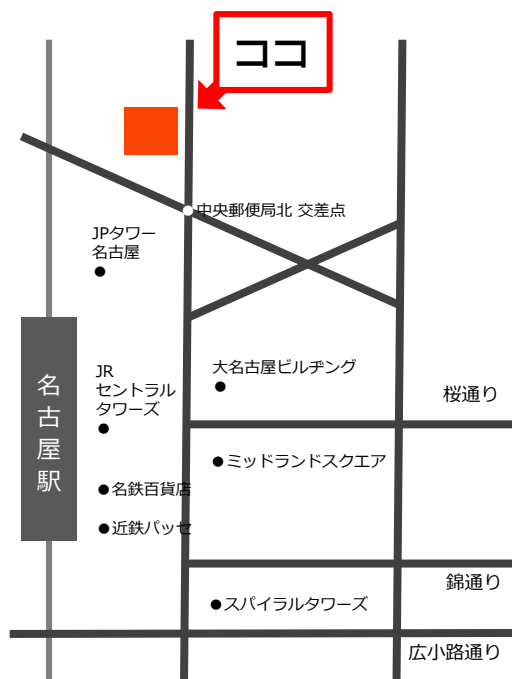 ココ
中央郵便局北 交差点
JPタワー
名古屋
名古屋駅
JR
セントラル
タワーズ
大名古屋ビルヂング
桜通り
ミッドランドスクエア
名鉄百貨店
近鉄パッセ
錦通り
スパイラルタワーズ
広小路通り